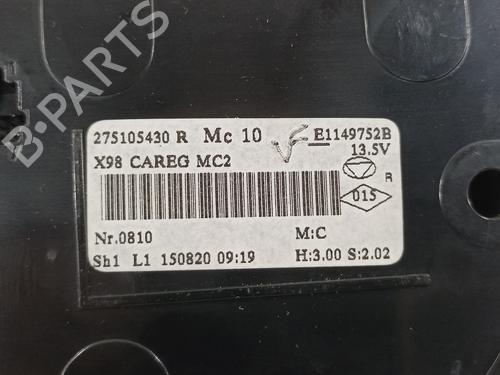 275105430 R Mc 10 E1149752B
X98 CAREG MC2 13.5V
R
015
Nr.0810 M:C
Sh1 L1 150820 09:19 H:3.00 S:2.02
B-PARTS